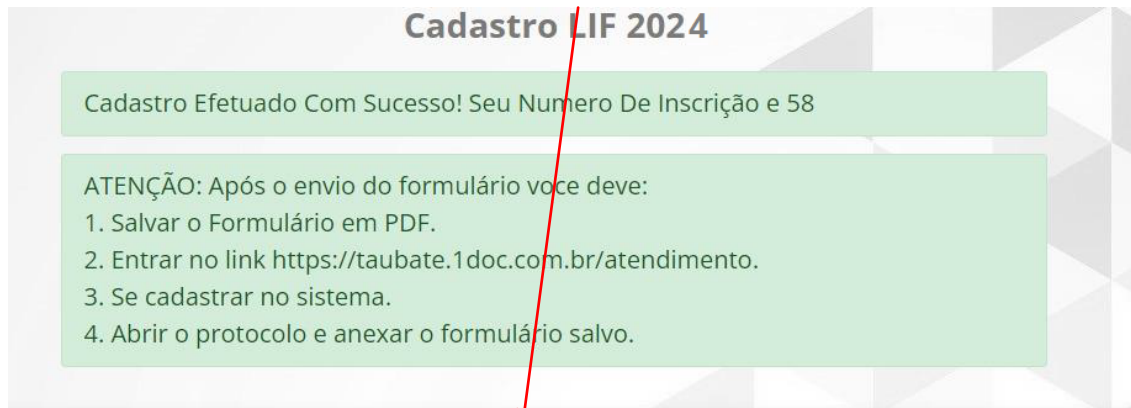 Cadastro LIF 2024
Cadastro Efetuado Com Sucesso! Seu Numero De Inscrição e 58
ATENÇÃO: Após o envio do formulário voce deve:
1. Salvar o Formulário em PDF.
2. Entrar no link https://taubate.1doc.com.br/atendimento.
3. Se cadastrar no sistema.
4. Abrir o protocolo e anexar o formulário salvo.